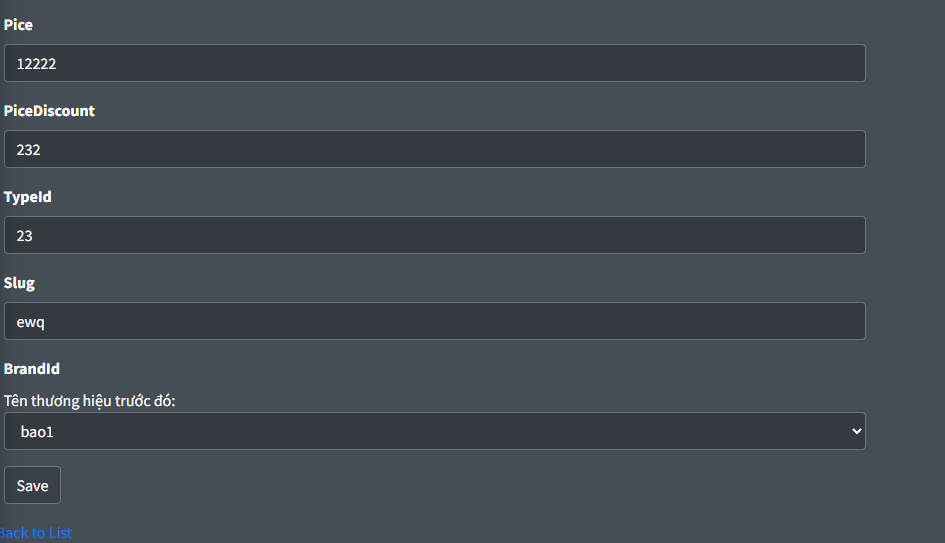 Pice
12222
PiceDiscount
232
TypeId
23
Slug
ewq
BrandId
Tên thương hiệu trước đó:
bao1
Save
Back to List